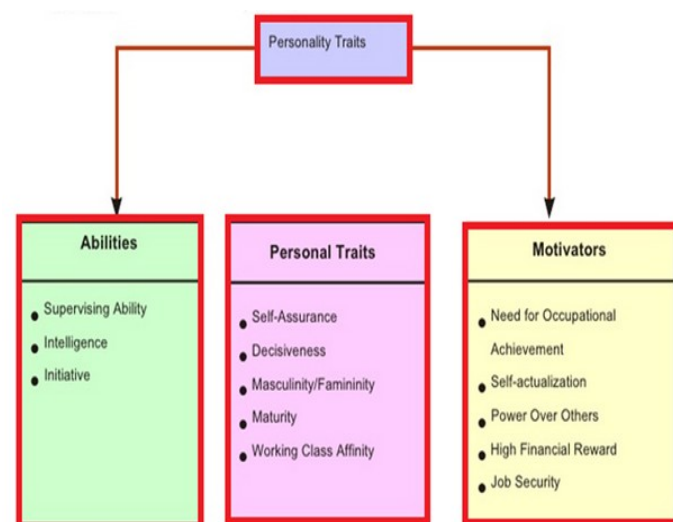 Personality Traits
Abilities
Supervising Ability
Intelligence
Initiative
Personal Traits
Self-Assurance
Decisiveness
Masculinity/Famininity
Maturity
Working Class Affinity
Motivators
Need for Occupational
Achievement
Self-actualization
Power Over Others
High Financial Reward
Job Security